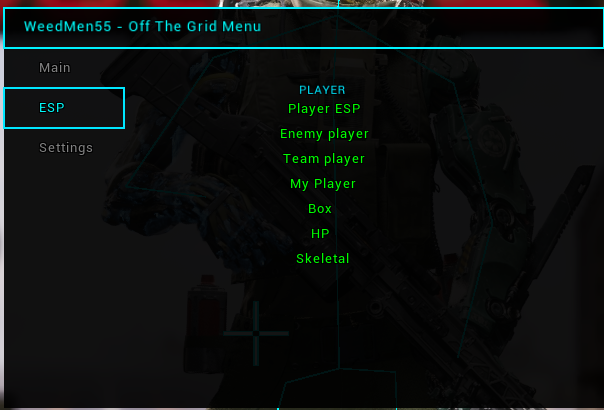 WeedMen55 - Off The Grid Menu
Main
ESP
Settings
PLAYER
Player ESP
Enemy player
Team player
My Player
Box
HP
Skeletal